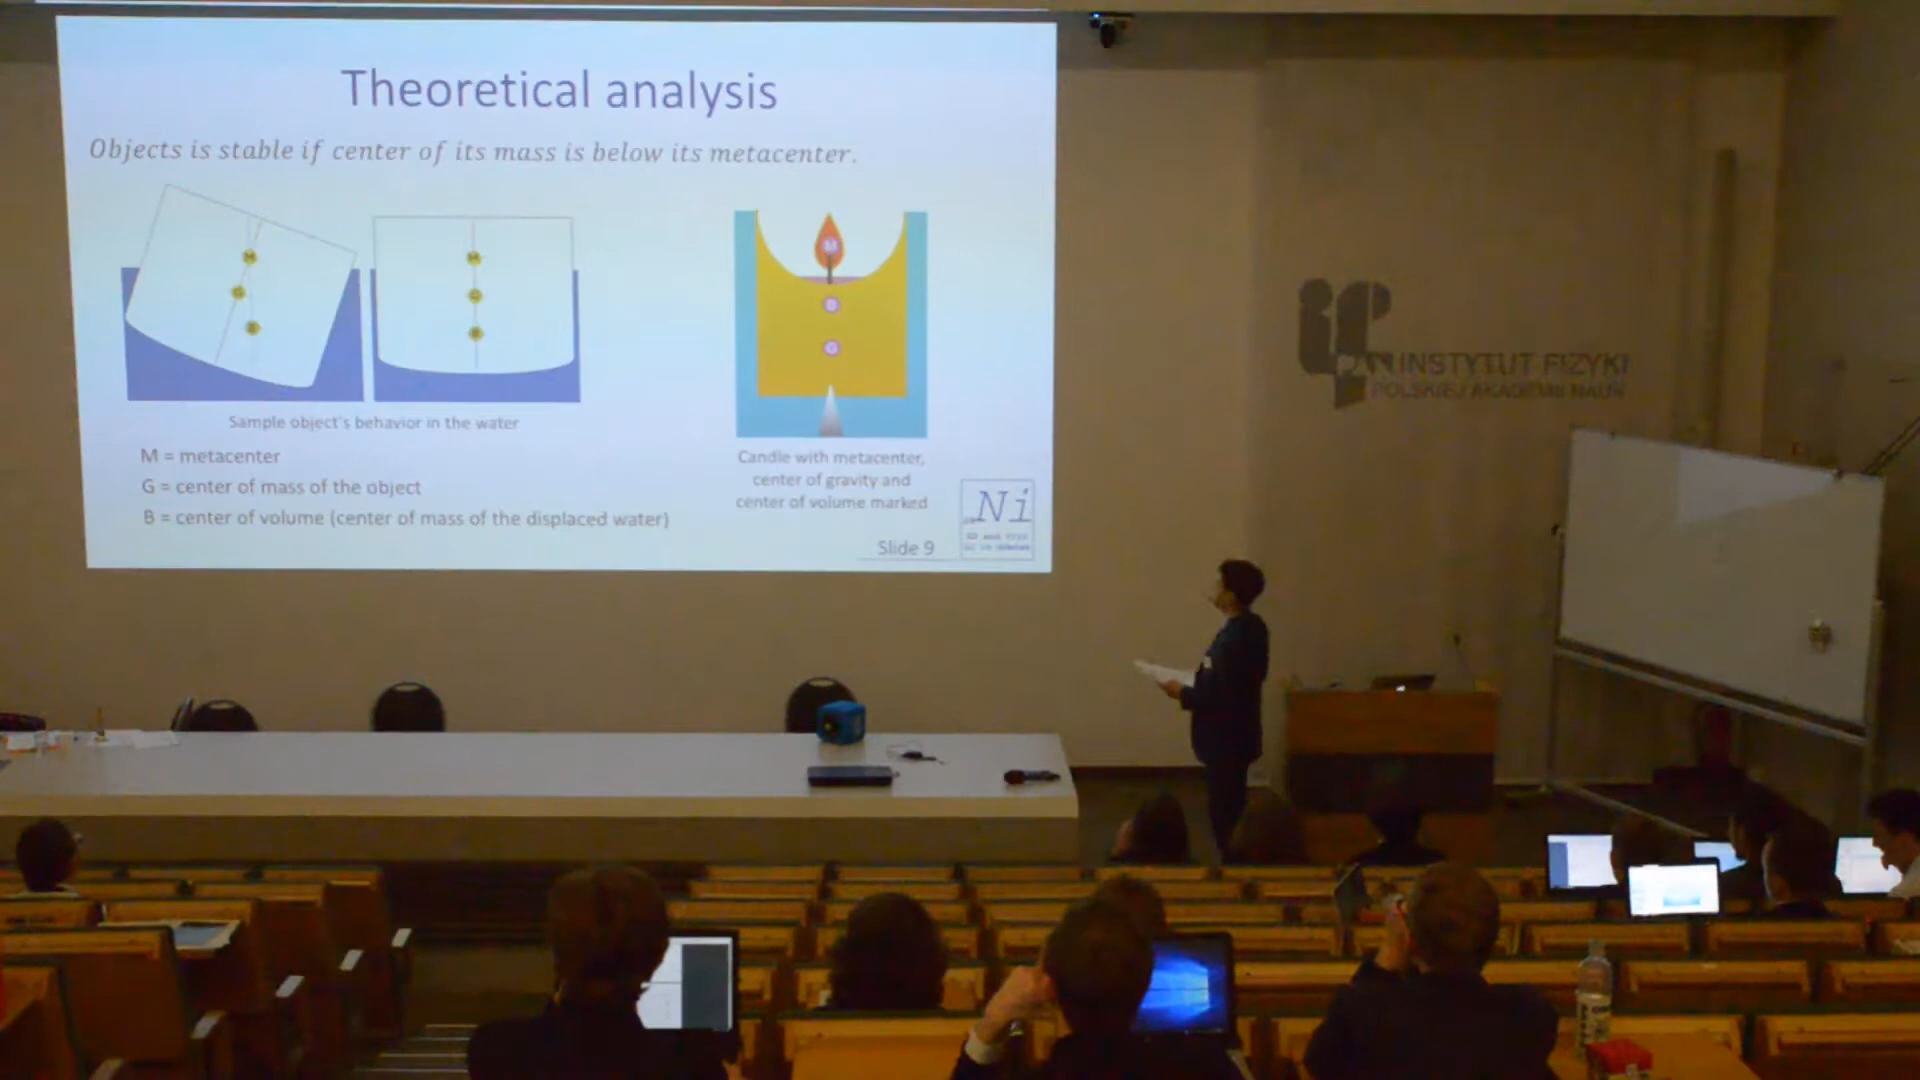 Theoretical analysis
Objects is stable if center of its mass is below its metacenter.
M
G
B
M
G
B
M
B
G
Sample object's behavior in the water
M = metacenter
G = center of mass of the object
B = center of volume (center of mass of the displaced water)
Candle with metacenter,
center of gravity and
center of volume marked
Ni
Slide 9
INSTYTUT FIZYKI
POLSKIEJ AKADEMII NAUK